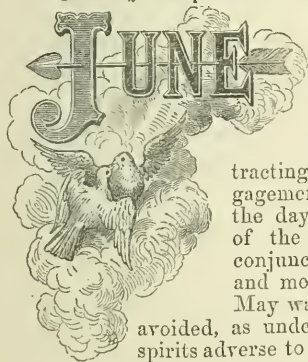 JUNE
tracting
gagemen
the day
of the
conjunc
and mo
May wa
avoided, as unde
spirits adverse to